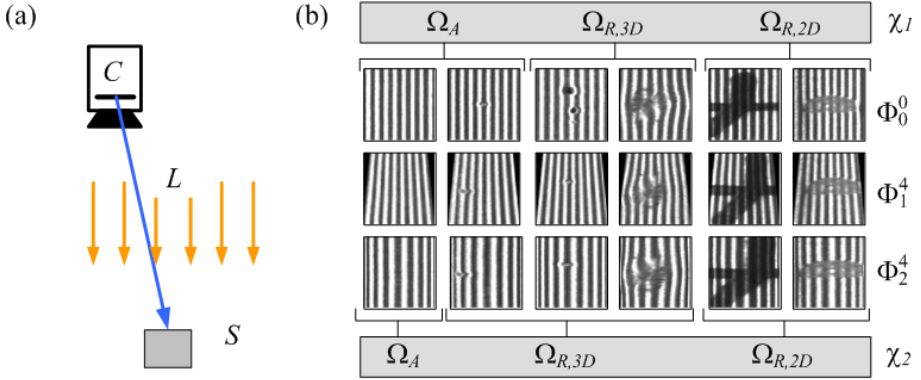 (a)
C
L
S
(b)
Ω_A Ω_{R,3D} Ω_{R,2D} χ_1
Φ_0^0
Φ_1^4
Φ_2^4
Ω_A Ω_{R,3D} Ω_{R,2D} χ_2